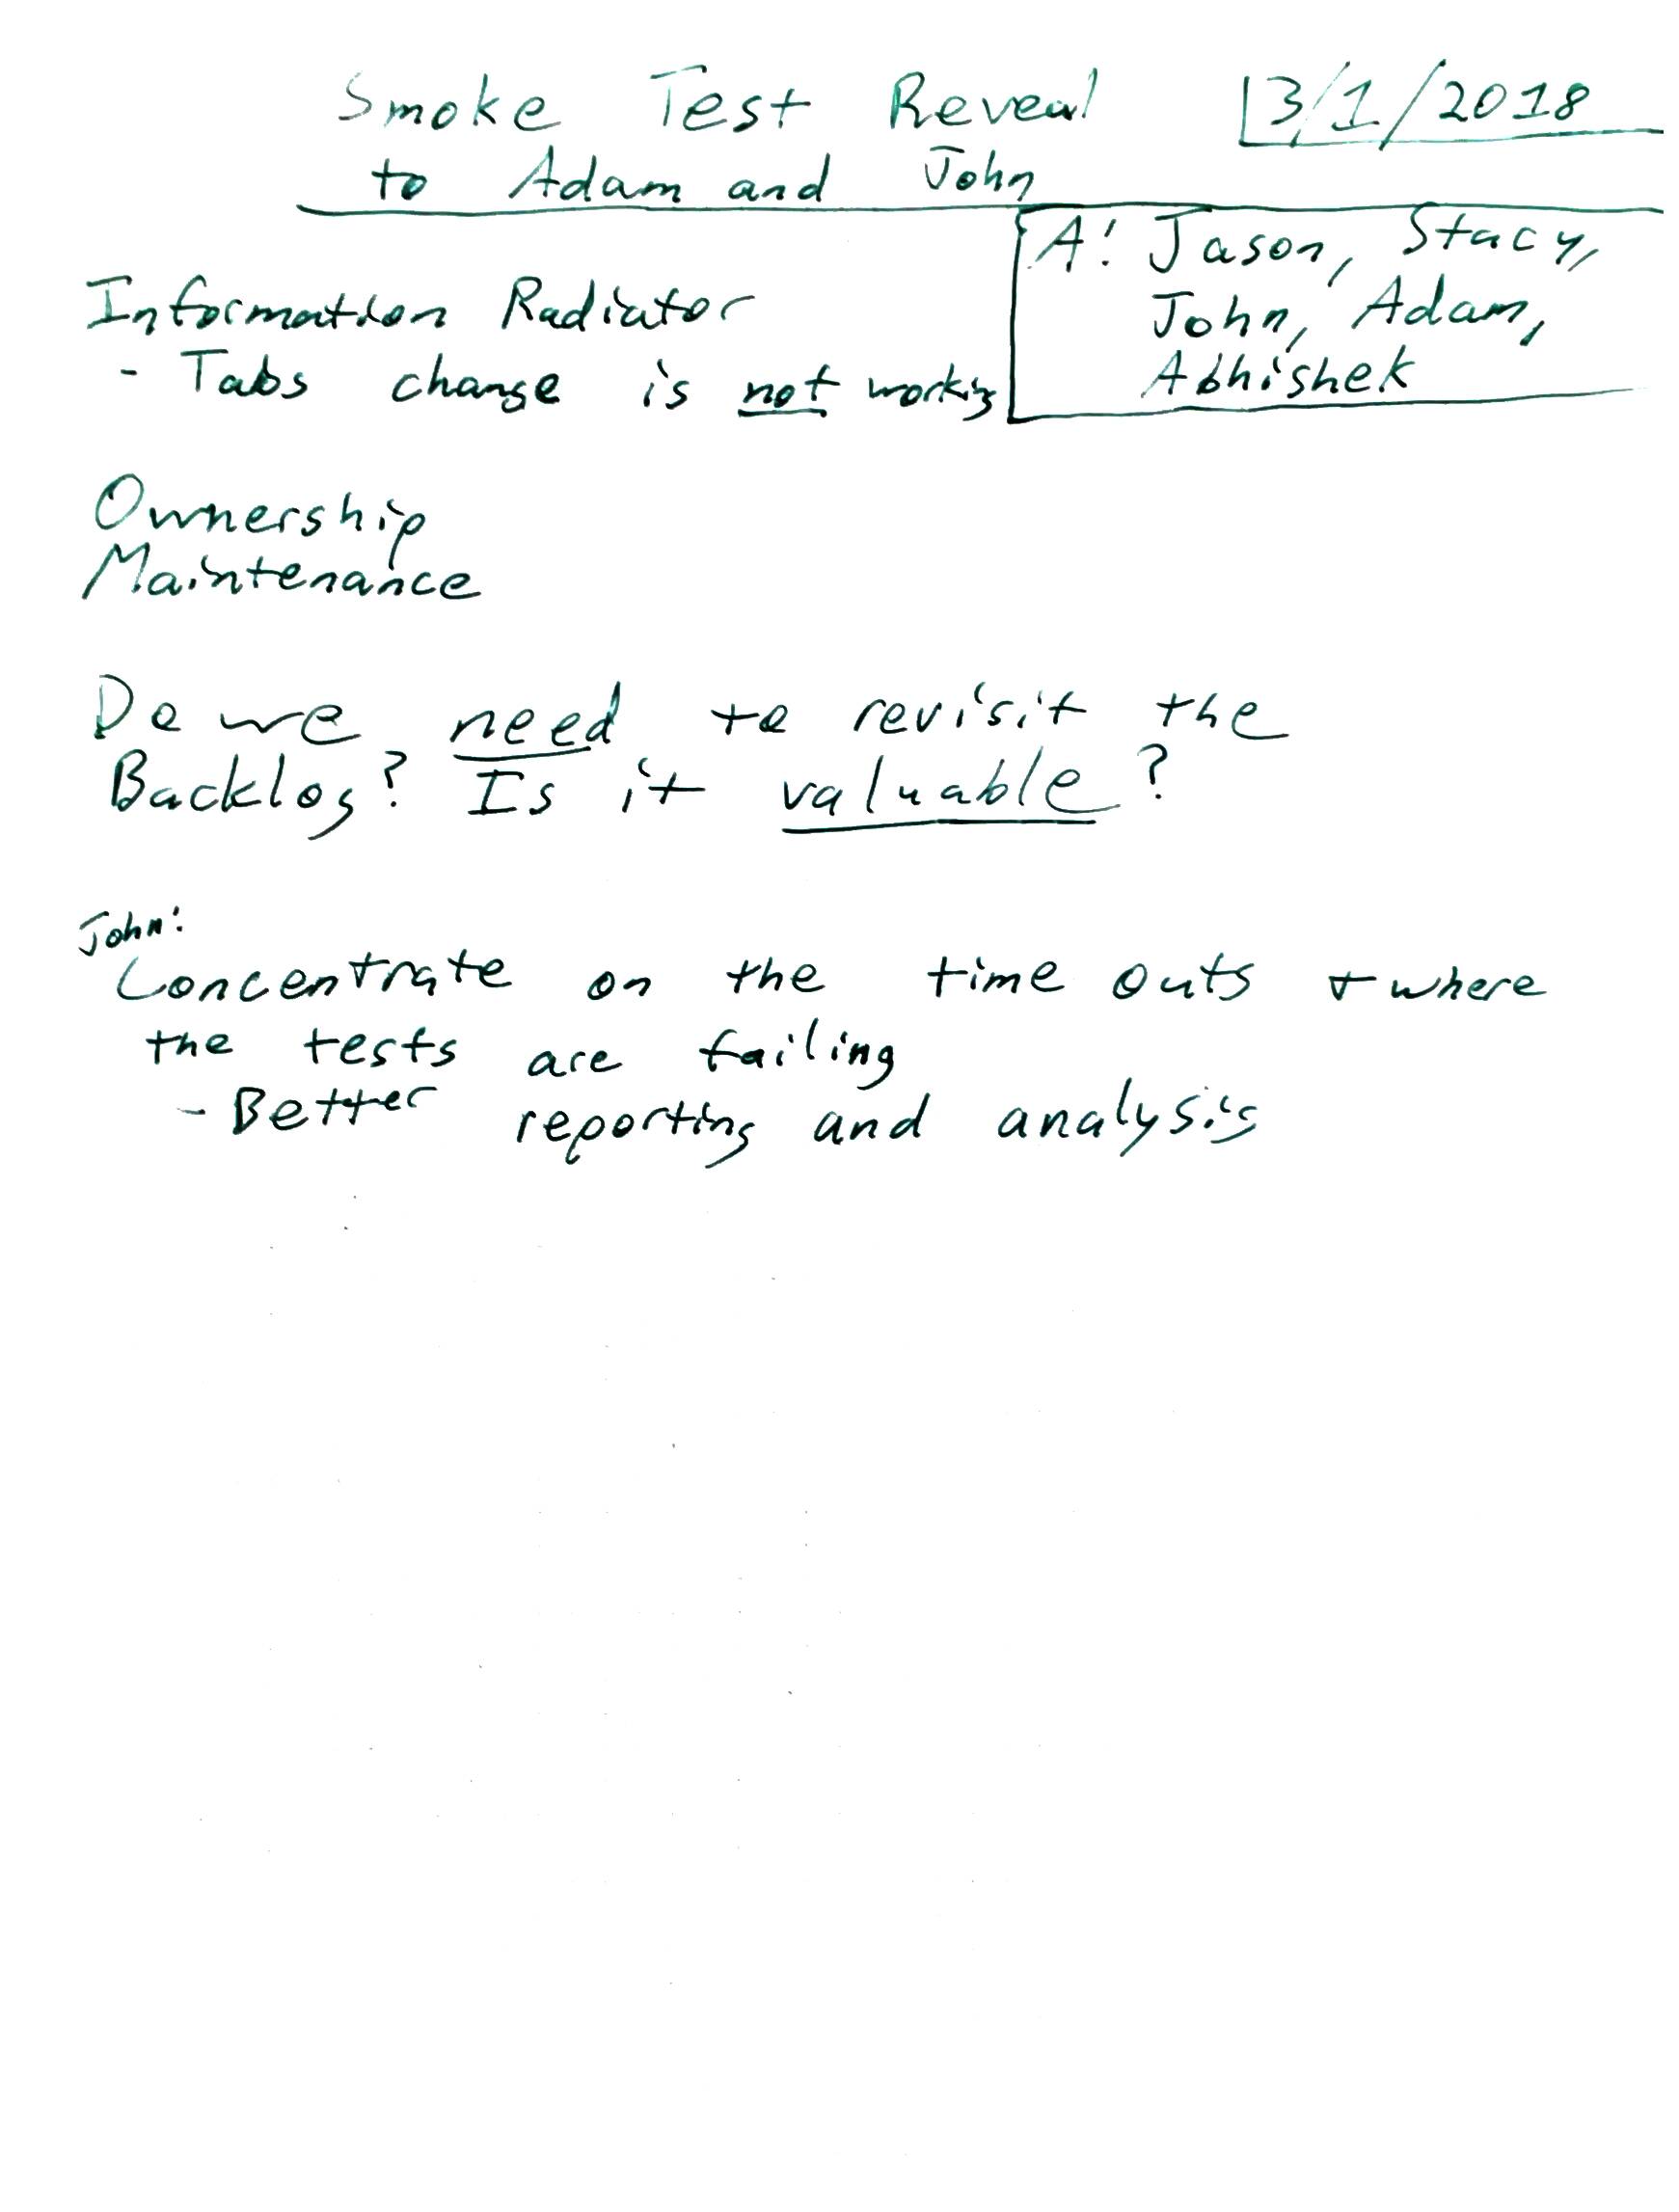 Smoke Test Reveal
to Adam and John
3/1/2018
A: Jason, Stacy,
John, Adam,
Abhishek
Information Radiator
- Tabs change is not working
Ownership
Maintenance
Do we need to revisit the
Backlog? Is it valuable?
John:
Concentrate on the time outs + where
the tests are failing
- Better reporting and analysis